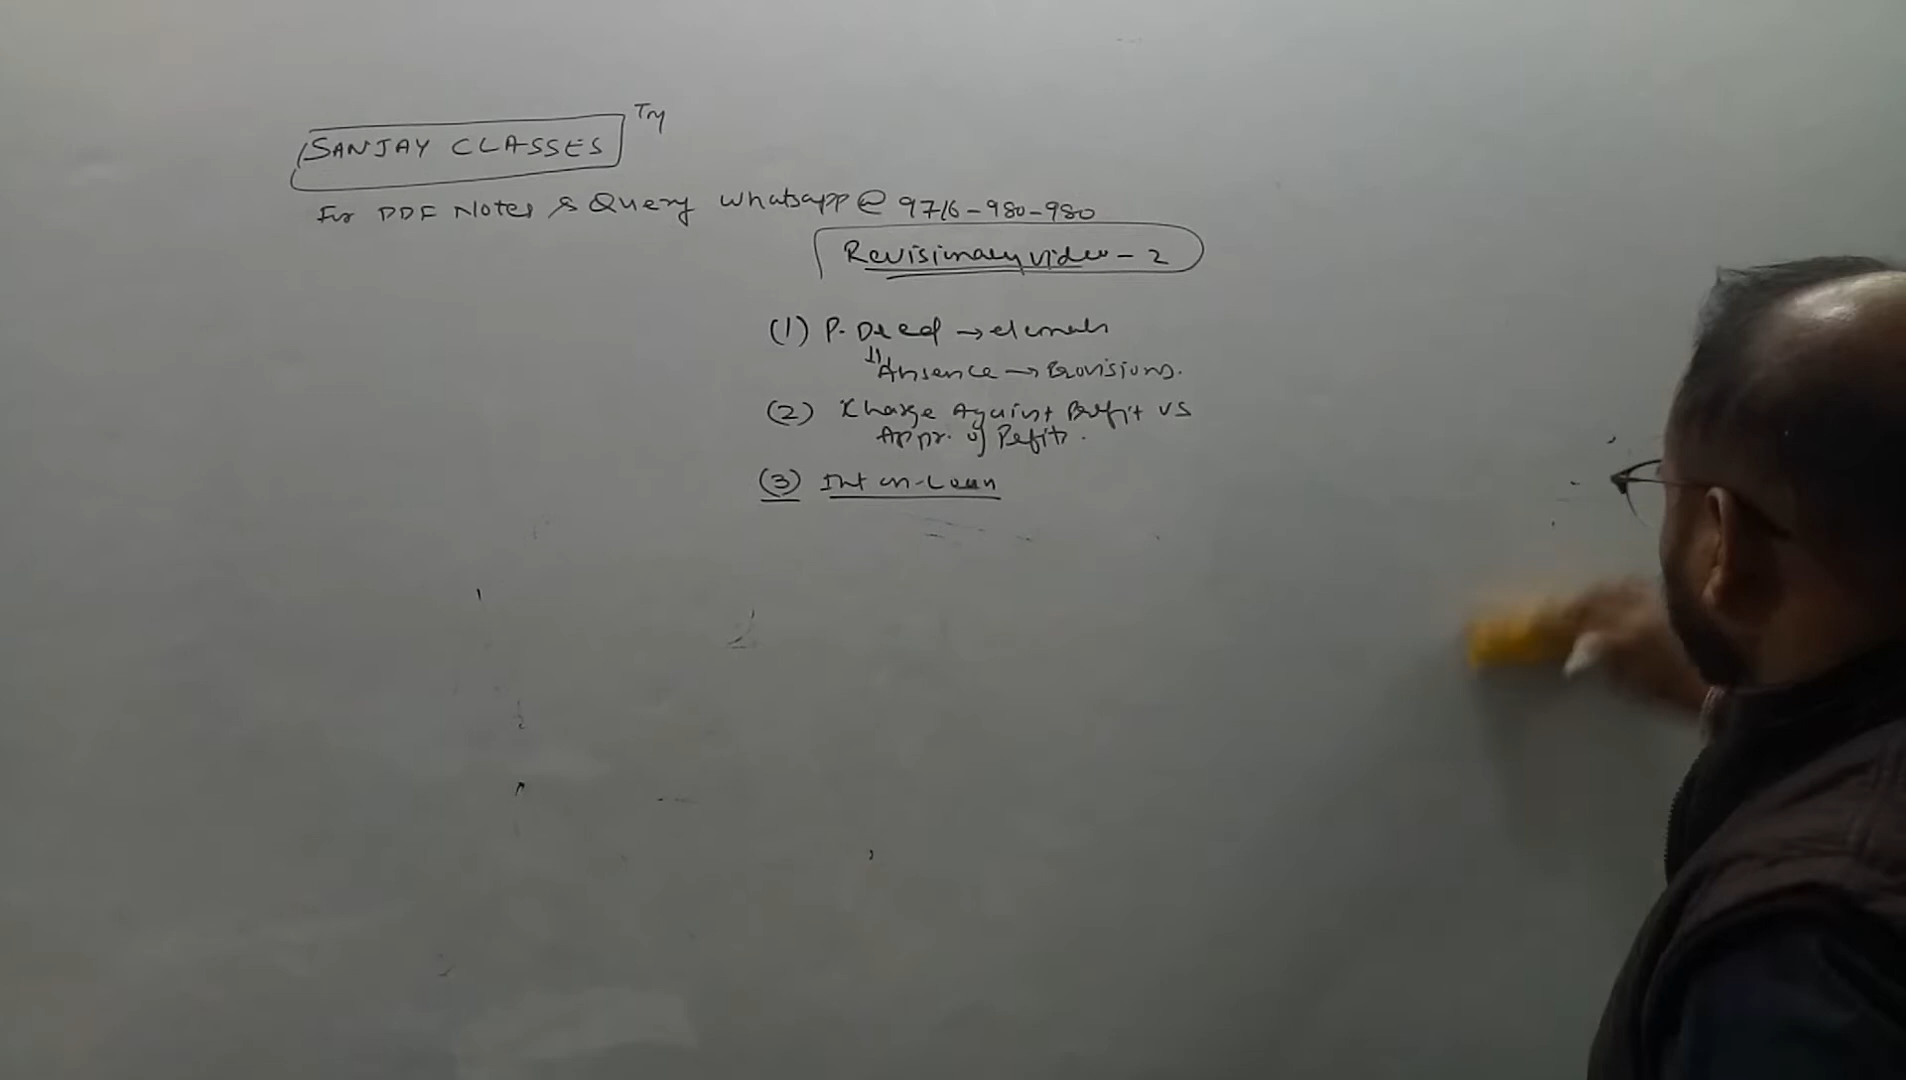 SANJAY CLASSES TM
For PDF Notes & Query Whatsapp @ 9716-980-980
Revisionary video - 2
(1) P. Deed → elements
Absence → Provisions.
(2) Charge Against Profit vs
Appr. of Profits.
(3) Int on Loan